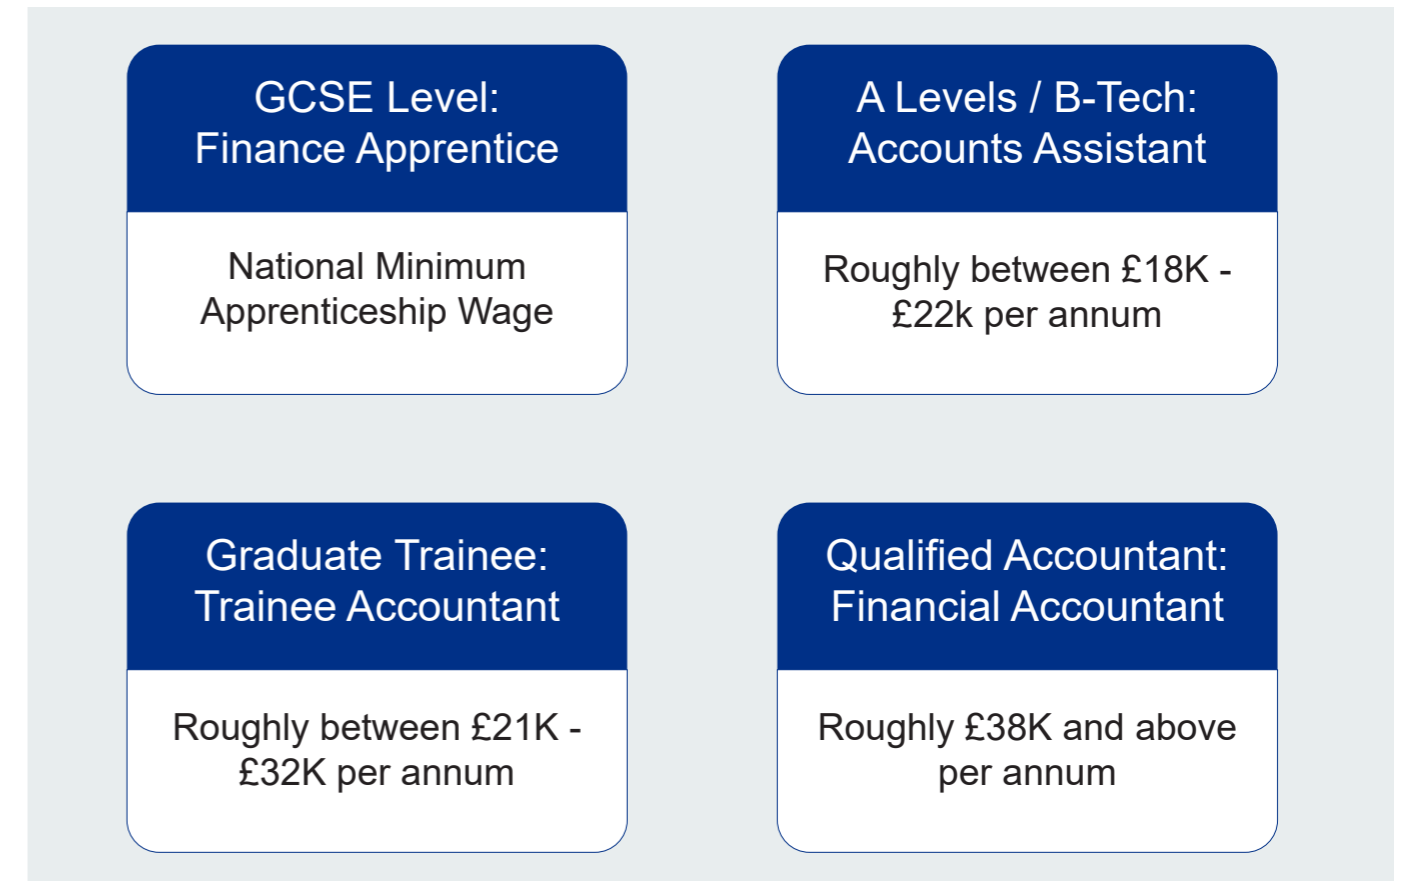 GCSE Level:
Finance Apprentice
National Minimum
Apprenticeship Wage
A Levels / B-Tech:
Accounts Assistant
Roughly between £18K -
£22k per annum
Graduate Trainee:
Trainee Accountant
Roughly between £21K -
£32K per annum
Qualified Accountant:
Financial Accountant
Roughly £38K and above
per annum